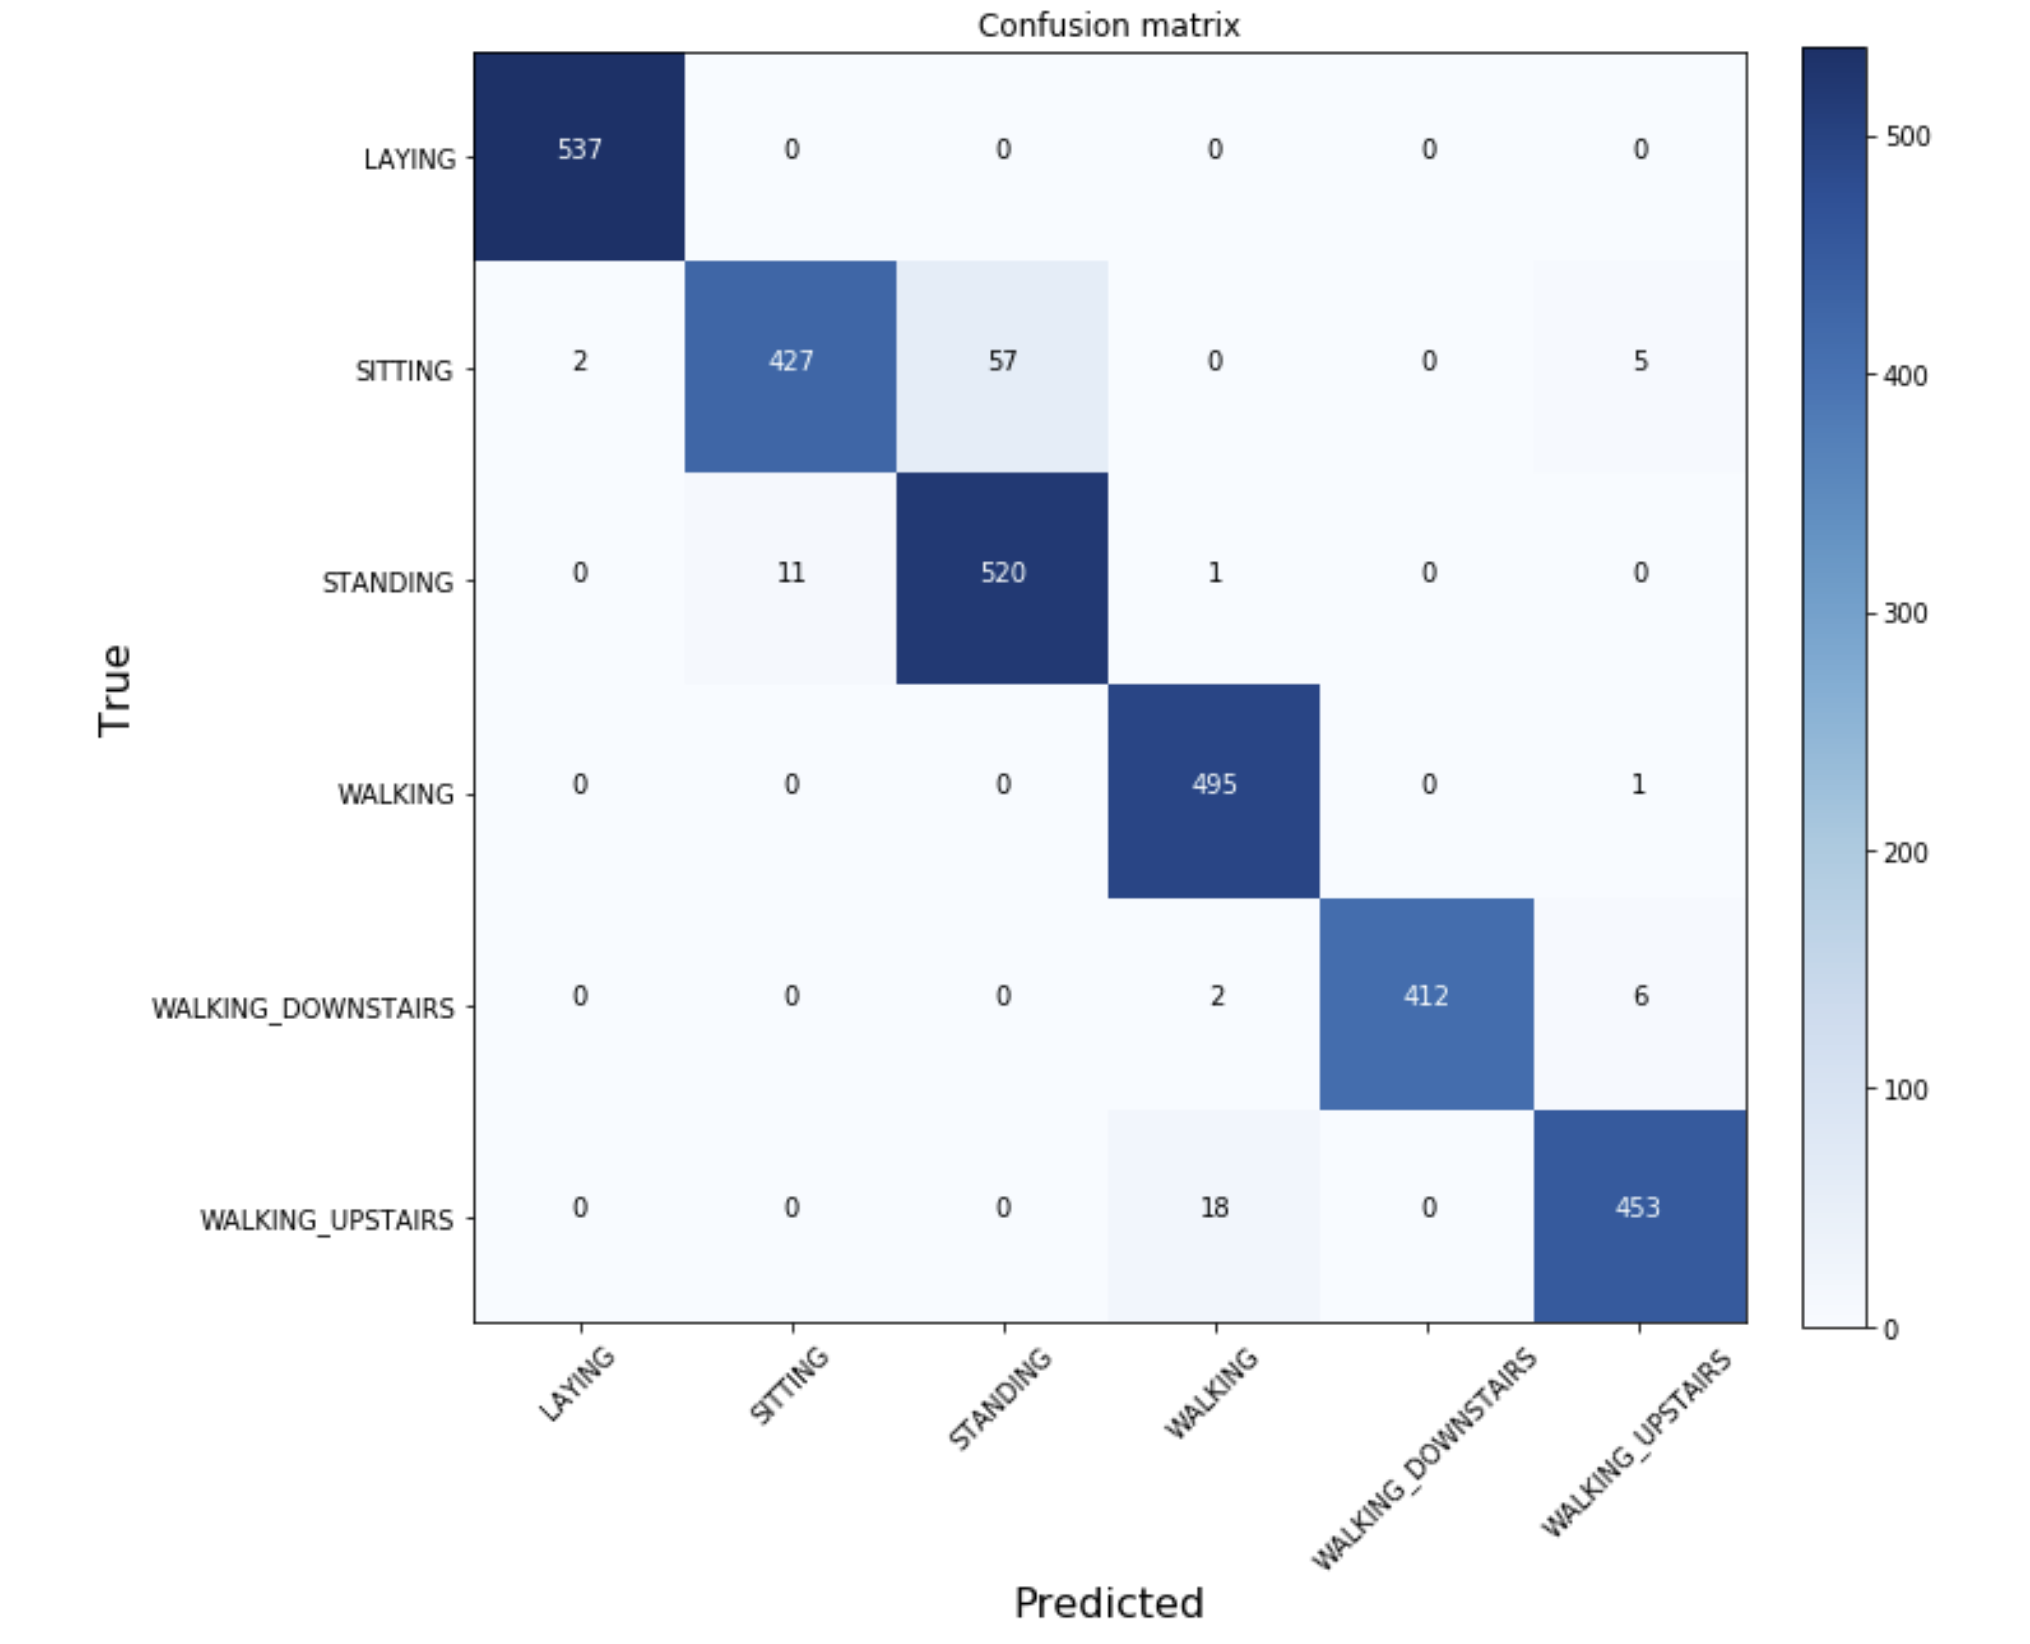 Confusion matrix
LAYING 537 0 0 0 0 0
SITTING 2 427 57 0 0 5
STANDING 0 11 520 1 0 0
WALKING 0 0 0 495 0 1
WALKING_DOWNSTAIRS 0 0 0 2 412 6
WALKING_UPSTAIRS 0 0 0 18 0 453
True
LAYING SITTING STANDING WALKING WALKING_DOWNSTAIRS WALKING_UPSTAIRS
Predicted
500
400
300
200
100
0